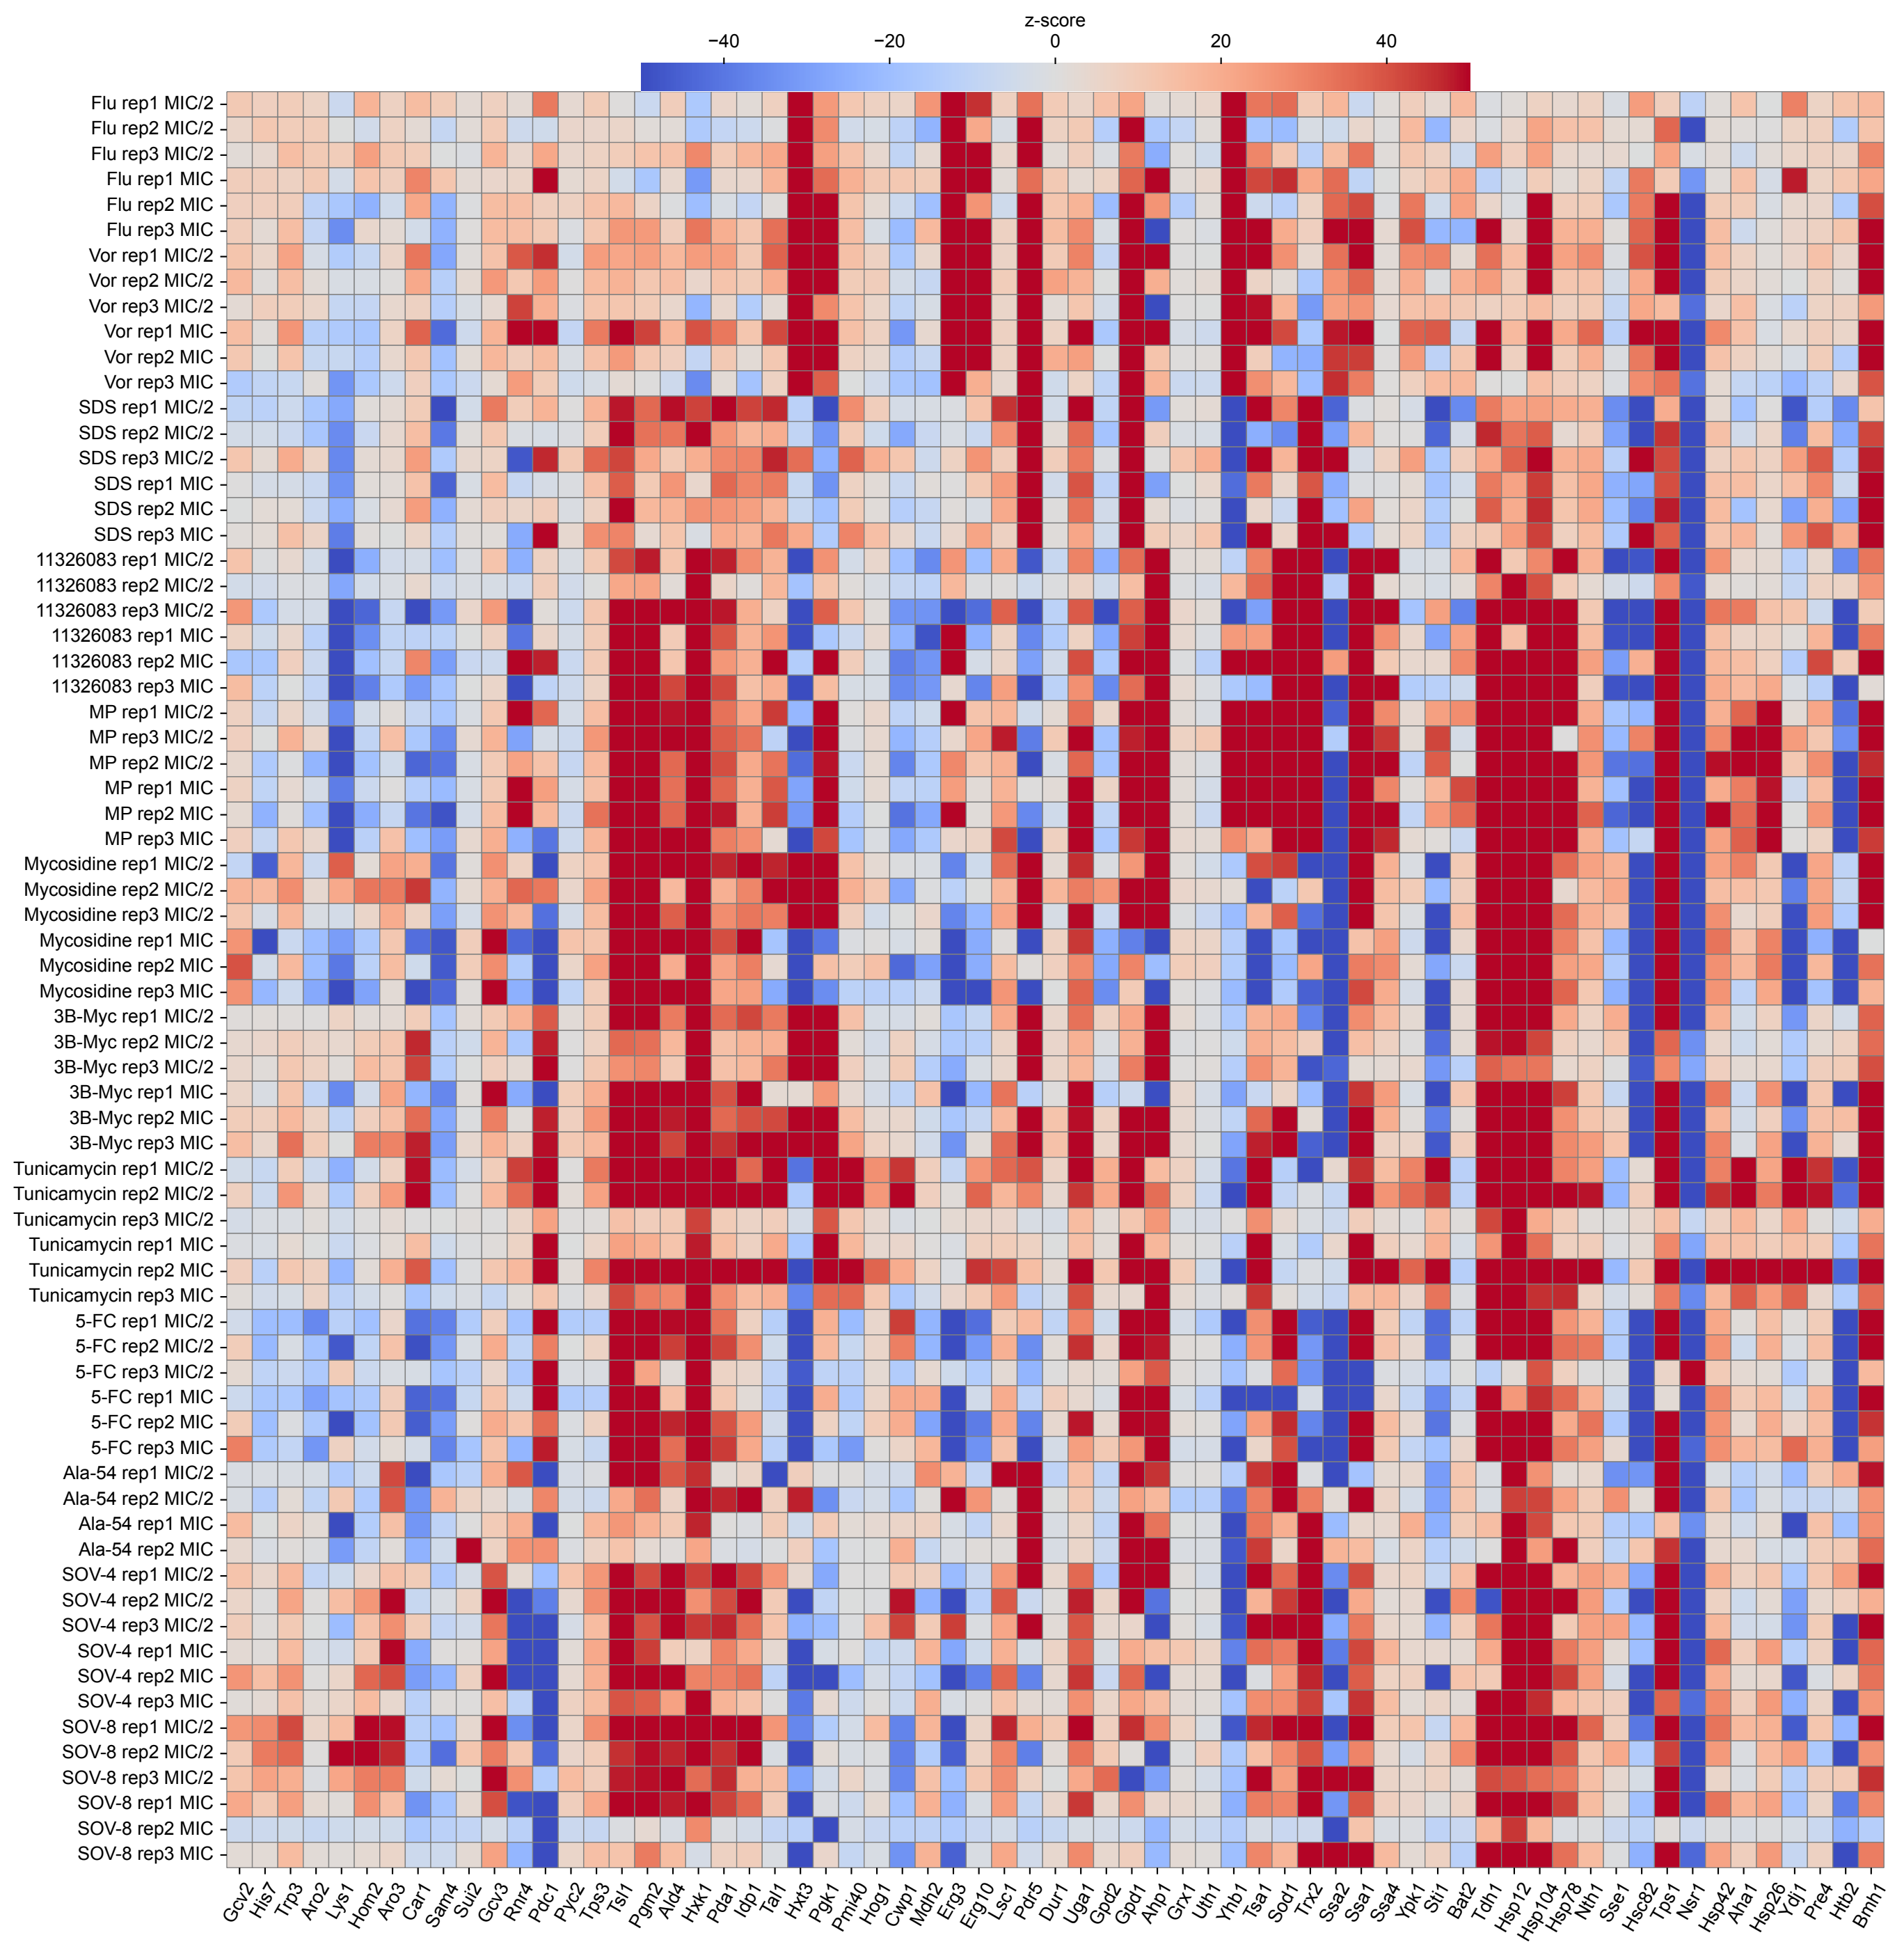 z-score
−40 −20 0 20 40
Flu rep1 MIC/2
Flu rep2 MIC/2
Flu rep3 MIC/2
Flu rep1 MIC
Flu rep2 MIC
Flu rep3 MIC
Vor rep1 MIC/2
Vor rep2 MIC/2
Vor rep3 MIC/2
Vor rep1 MIC
Vor rep2 MIC
Vor rep3 MIC
SDS rep1 MIC/2
SDS rep2 MIC/2
SDS rep3 MIC/2
SDS rep1 MIC
SDS rep2 MIC
SDS rep3 MIC
11326083 rep1 MIC/2
11326083 rep2 MIC/2
11326083 rep3 MIC/2
11326083 rep1 MIC
11326083 rep2 MIC
11326083 rep3 MIC
MP rep1 MIC/2
MP rep3 MIC/2
MP rep2 MIC/2
MP rep1 MIC
MP rep2 MIC
MP rep3 MIC
Mycosidine rep1 MIC/2
Mycosidine rep2 MIC/2
Mycosidine rep3 MIC/2
Mycosidine rep1 MIC
Mycosidine rep2 MIC
Mycosidine rep3 MIC
3B-Myc rep1 MIC/2
3B-Myc rep2 MIC/2
3B-Myc rep3 MIC/2
3B-Myc rep1 MIC
3B-Myc rep2 MIC
3B-Myc rep3 MIC
Tunicamycin rep1 MIC/2
Tunicamycin rep2 MIC/2
Tunicamycin rep3 MIC/2
Tunicamycin rep1 MIC
Tunicamycin rep2 MIC
Tunicamycin rep3 MIC
5-FC rep1 MIC/2
5-FC rep2 MIC/2
5-FC rep3 MIC/2
5-FC rep1 MIC
5-FC rep2 MIC
5-FC rep3 MIC
Ala-54 rep1 MIC/2
Ala-54 rep2 MIC/2
Ala-54 rep1 MIC
Ala-54 rep2 MIC
SOV-4 rep1 MIC/2
SOV-4 rep2 MIC/2
SOV-4 rep3 MIC/2
SOV-4 rep1 MIC
SOV-4 rep2 MIC
SOV-4 rep3 MIC
SOV-8 rep1 MIC/2
SOV-8 rep2 MIC/2
SOV-8 rep3 MIC/2
SOV-8 rep1 MIC
SOV-8 rep2 MIC
SOV-8 rep3 MIC
Gcv2 His7 Trp3 Aro2 Lys1 Hom2 Aro3 Car1 Sam4 Sui2 Gcv3 Rnr4 Pdc1 Pyc2 Tps3 Tsl1 Pgm2 Ald4 Hxk1 Pda1 Idp1 Tal1 Hxt3 Pgk1 Pmi40 Hog1 Cwp1 Mdh2 Erg3 Erg10 Lsc1 Pdr5 Dur1 Uga1 Gpd2 Gpd1 Ahp1 Grx1 Uth1 Yhb1 Tsa1 Sod1 Trx2 Ssa2 Ssa1 Ssa4 Ypk1 Sti1 Bat2 Tdh1 Hsp12 Hsp104 Hsp78 Nth1 Sse1 Hsc82 Tps1 Nsr1 Hsp42 Aha1 Hsp26 Ydj1 Pre4 Htb2 Bmh1